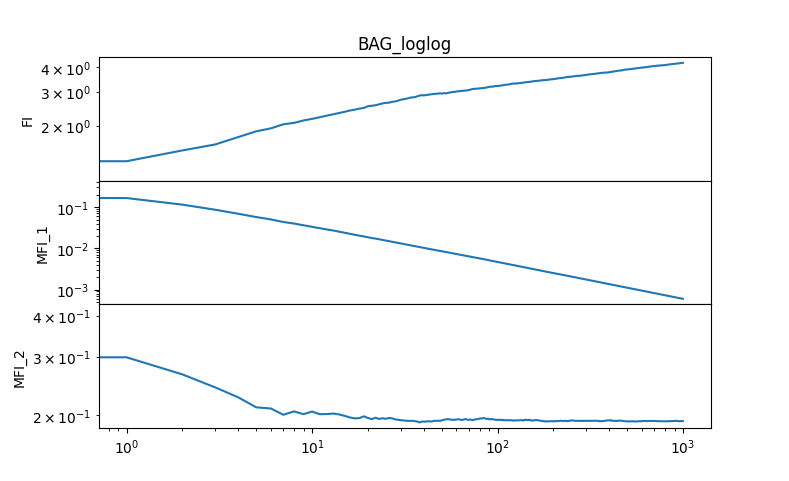 BAG_loglog
4 × 10⁰
3 × 10⁰
2 × 10⁰
FI
10⁻¹
10⁻²
10⁻³
MFI_1
4 × 10⁻¹
3 × 10⁻¹
2 × 10⁻¹
MFI_2
10⁰ 10¹ 10² 10³